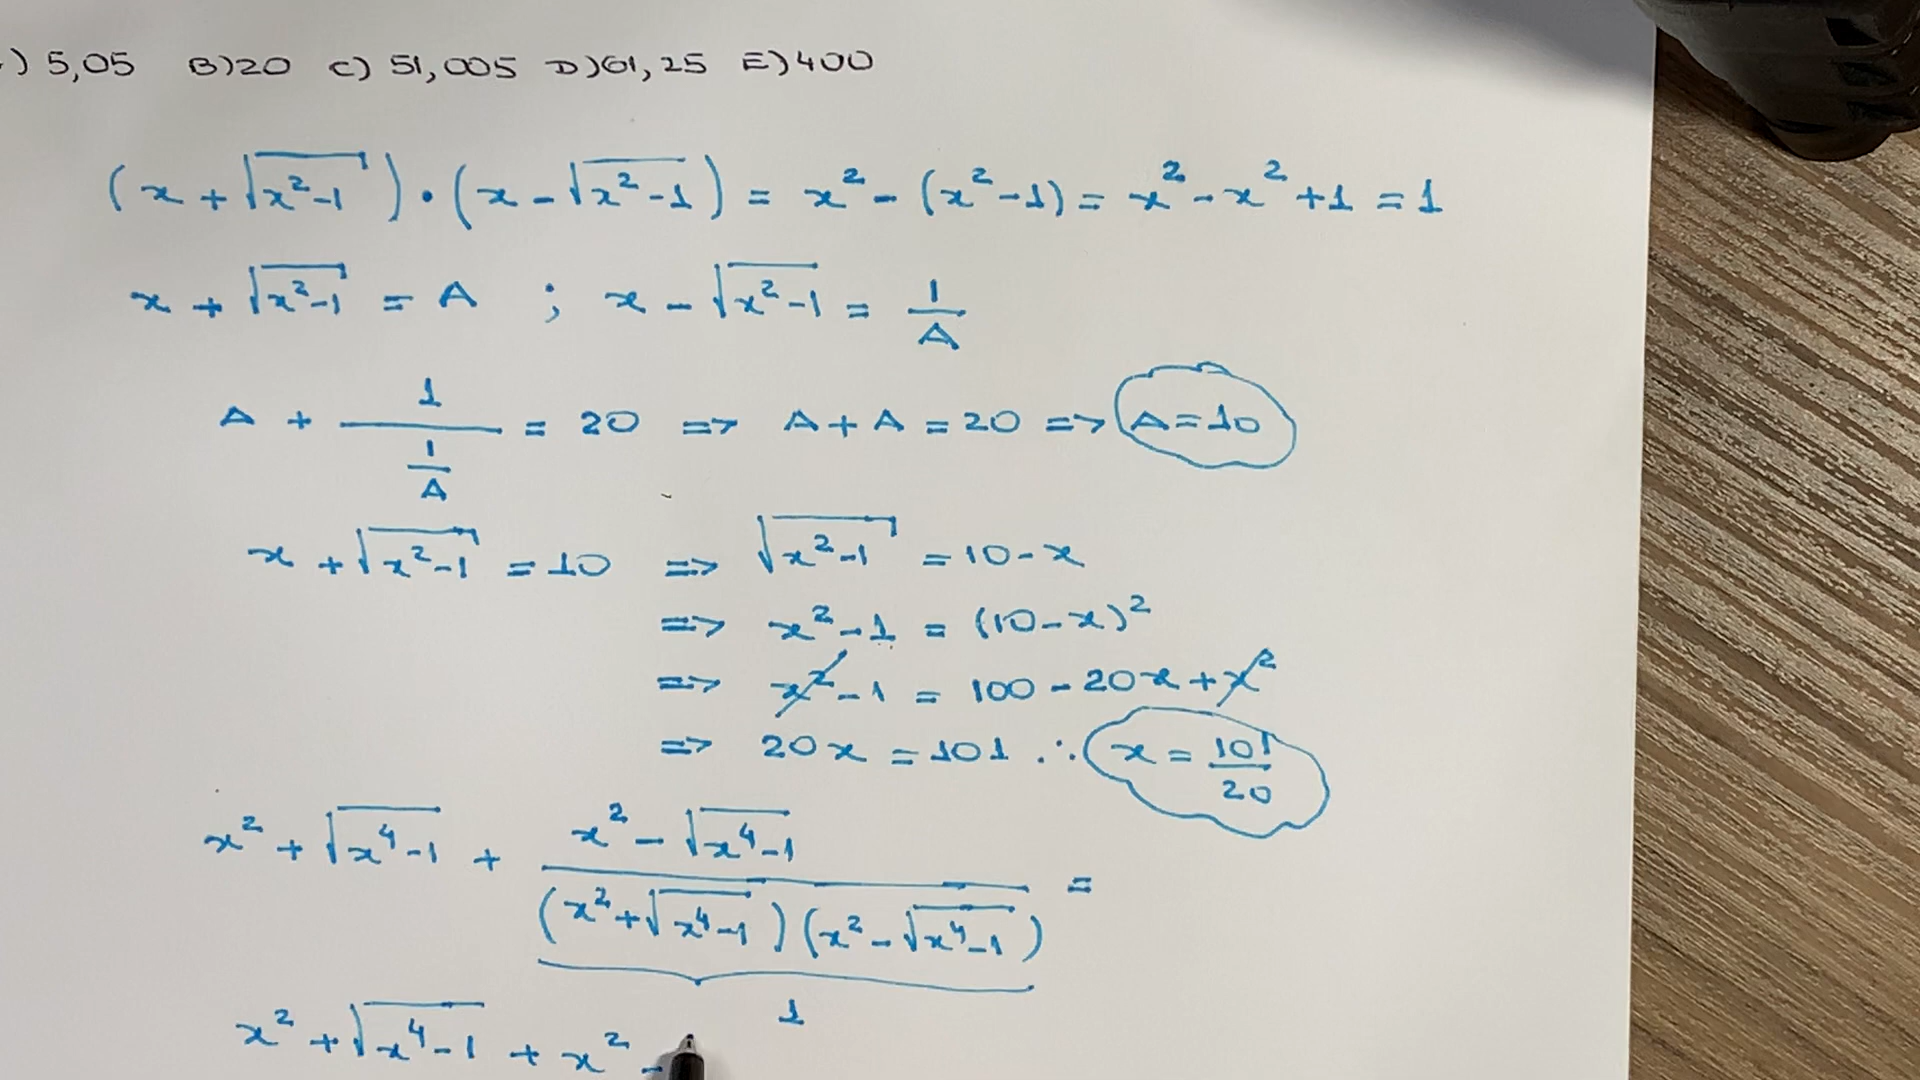 ) 5,05 B) 20 C) 51,005 D) 61,25 E) 400
(x + √(x²-1)) · (x - √(x²-1)) = x² - (x²-1) = x² - x² + 1 = 1
x + √(x²-1) = A ; x - √(x²-1) = 1/A
A + 1/(1/A) = 20 => A + A = 20 => A = 10
x + √(x²-1) = 10 => √(x²-1) = 10 - x
=> x² - 1 = (10 - x)²
=> x² - 1 = 100 - 20x + x²
=> 20x = 101 ∴ x = 101/20
x² + √(x⁴-1) + (x² - √(x⁴-1))/((x² + √(x⁴-1))(x² - √(x⁴-1))) =
1
x² + √(x⁴-1) + x² -